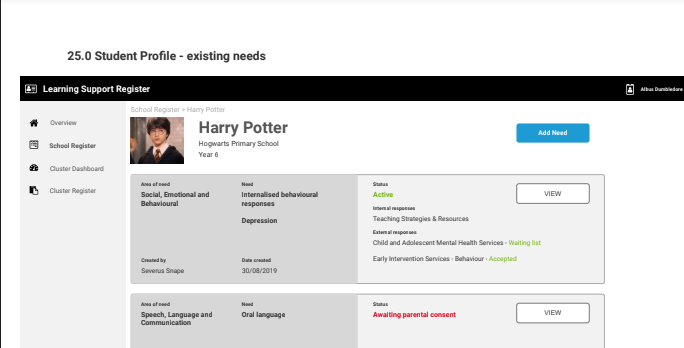 25.0 Student Profile - existing needs
Learning Support Register
Albus Dumbledore
School Register > Harry Potter
Overview
School Register
Cluster Dashboard
Cluster Register
Harry Potter
Hogwarts Primary School
Year 6
Add Need
Area of need
Social, Emotional and
Behavioural
Need
Internalised behavioural
responses
Depression
Created by
Severus Snape
Date created
30/08/2019
Status
Active
Internal responses
Teaching Strategies & Resources
External responses
Child and Adolescent Mental Health Services - Waiting list
Early Intervention Services - Behaviour - Accepted
VIEW
Area of need
Speech, Language and
Communication
Need
Oral language
Status
Awaiting parental consent
VIEW